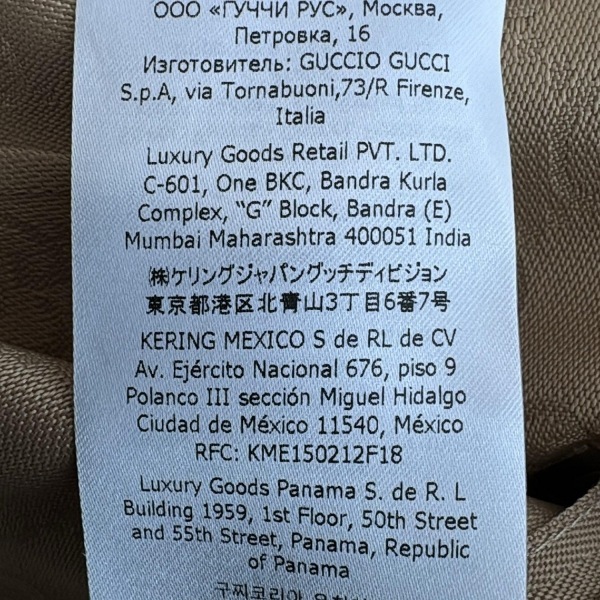 ООО «ГУЧЧИ РУС», Москва,
Петровка, 16
Изготовитель: GUCCIO GUCCI
S.p.A, via Tornabuoni,73/R Firenze,
Italia
Luxury Goods Retail PVT. LTD.
C-601, One BKC, Bandra Kurla
Complex, “G” Block, Bandra (E)
Mumbai Maharashtra 400051 India
㈱ケリングジャパングッチディビジョン
東京都港区北青山3丁目6番7号
KERING MEXICO S de RL de CV
Av. Ejército Nacional 676, piso 9
Polanco III sección Miguel Hidalgo
Ciudad de México 11540, México
RFC: KME150212F18
Luxury Goods Panama S. de R. L
Building 1959, 1st Floor, 50th Street
and 55th Street, Panama, Republic
of Panama
구찌코리아